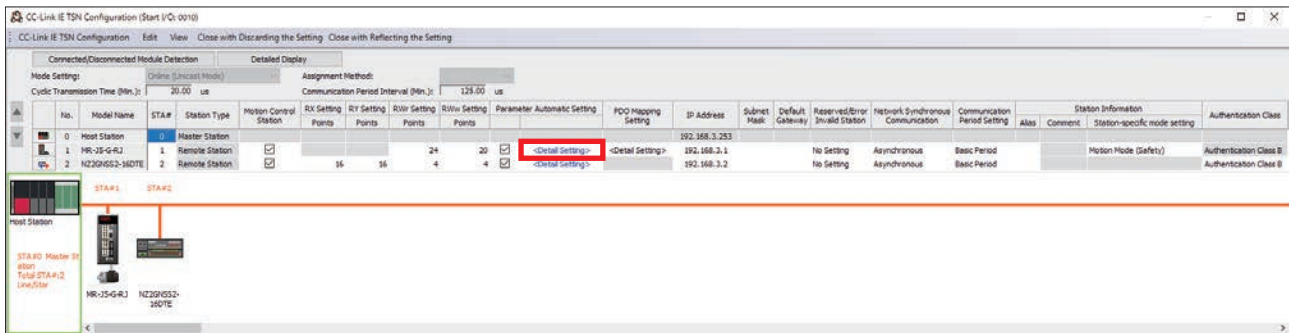 CC-Link IE TSN Configuration (Start I/O: 0010)
CC-Link IE TSN Configuration Edit View Close with Discarding the Setting Close with Reflecting the Setting
Connected/Disconnected Module Detection Detailed Display
Mode Setting: Online (Unicast Mode) Assignment Method:
Cyclic Transmission Time (Min.): 20.00 us Communication Period Interval (Min.): 125.00 us
No. Model Name STA# Station Type Motion Control Station RX Setting Points RY Setting Points RWr Setting Points RWw Setting Points Parameter Automatic Setting PDO Mapping Setting IP Address Subnet Mask Default Gateway Reserved/Error Invalid Station Network Synchronous Communication Communication Period Setting Station Information Alias Comment Station-specific mode setting Authentication Class
0 Host Station 0 Master Station 192.168.3.253
1 MR-J5-G-RJ 1 Remote Station 24 20 <Detail Setting> <Detail Setting> 192.168.3.1 No Setting Asynchronous Basic Period Motion Mode (Safety) Authentication Class B
2 NZ2GNSS2-16DTE 2 Remote Station 16 16 4 4 <Detail Setting> 192.168.3.2 No Setting Asynchronous Basic Period Authentication Class B
STA#1 STA#2
Host Station
STA#0 Master St
ation
Total STA#:2
Line/Star
MR-J5-G-RJ NZ2GNSS2-
16DTE